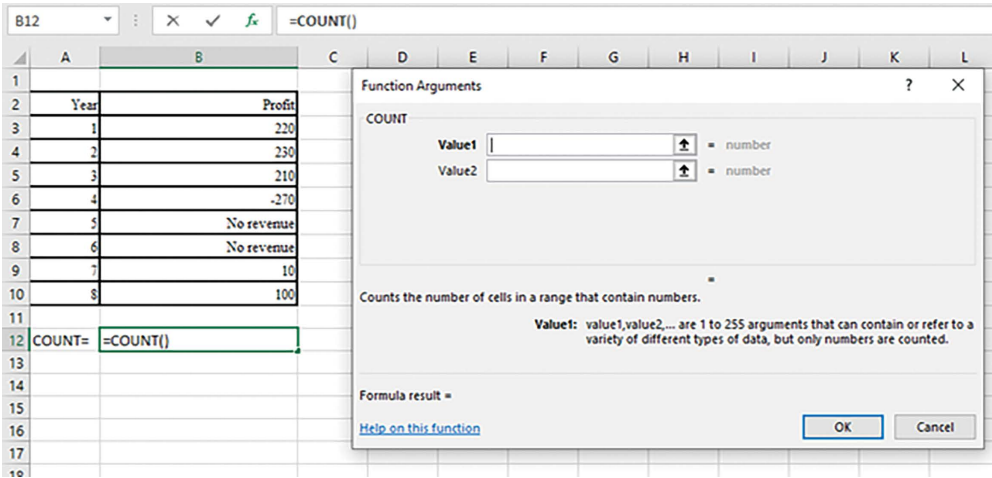 B12 fx =COUNT()
A B C D E F G H I J K L
1
2 Year Profit
3 1 220
4 2 230
5 3 210
6 4 -270
7 5 No revenue
8 6 No revenue
9 7 10
10 8 100
11
12 COUNT= =COUNT()
13
14
15
16
17
18
Function Arguments ?
COUNT
Value1 = number
Value2 = number
=
Counts the number of cells in a range that contain numbers.
Value1: value1,value2,... are 1 to 255 arguments that can contain or refer to a
variety of different types of data, but only numbers are counted.
Formula result =
Help on this function OK Cancel